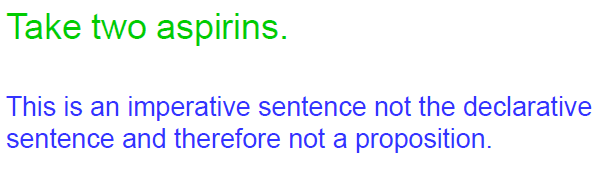 Take two aspirins.
This is an imperative sentence not the declarative
sentence and therefore not a proposition.